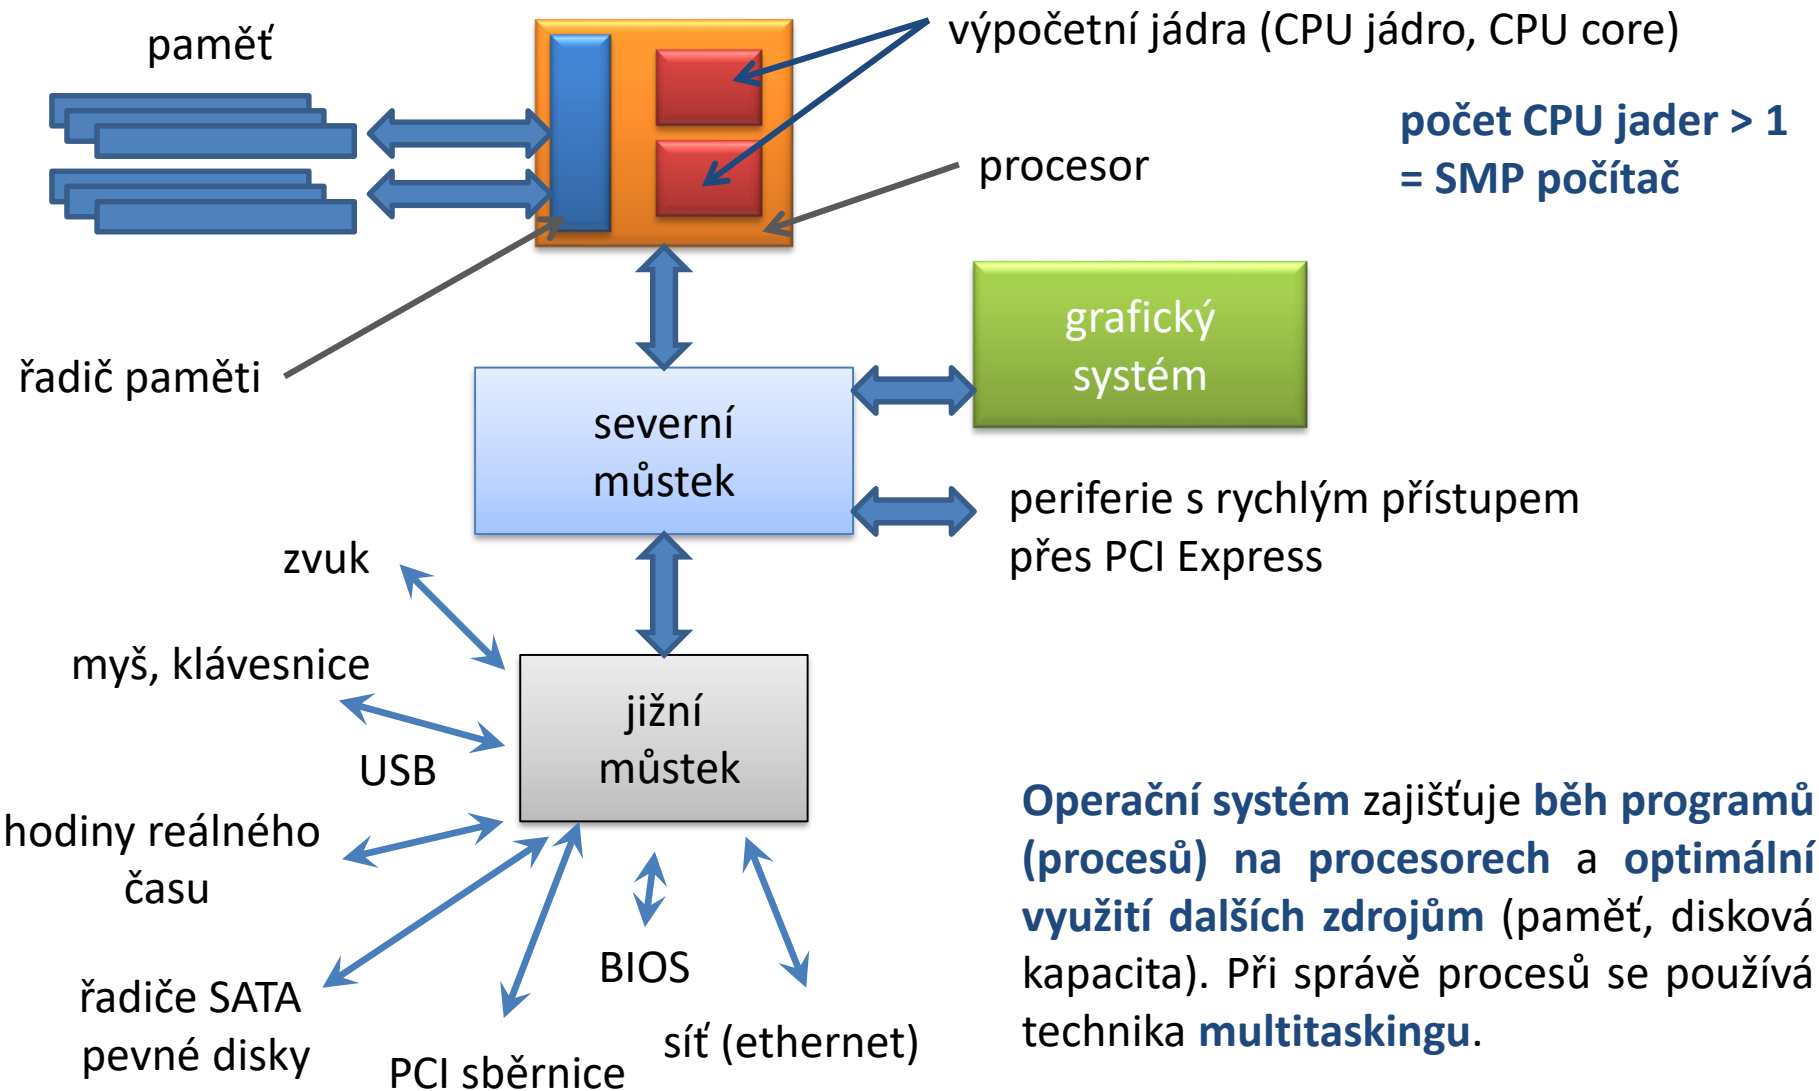 paměť
výpočetní jádra (CPU jádro, CPU core)
počet CPU jader > 1
= SMP počítač
procesor
řadič paměti
grafický
systém
severní
můstek
periferie s rychlým přístupem
přes PCI Express
zvuk
myš, klávesnice
USB
jižní
můstek
hodiny reálného
času
řadiče SATA
pevné disky
PCI sběrnice
BIOS
síť (ethernet)
Operační systém zajišťuje běh programů
(procesů) na procesorech a optimální
využití dalších zdrojům (paměť, disková
kapacita). Při správě procesů se používá
technika multitaskingu.